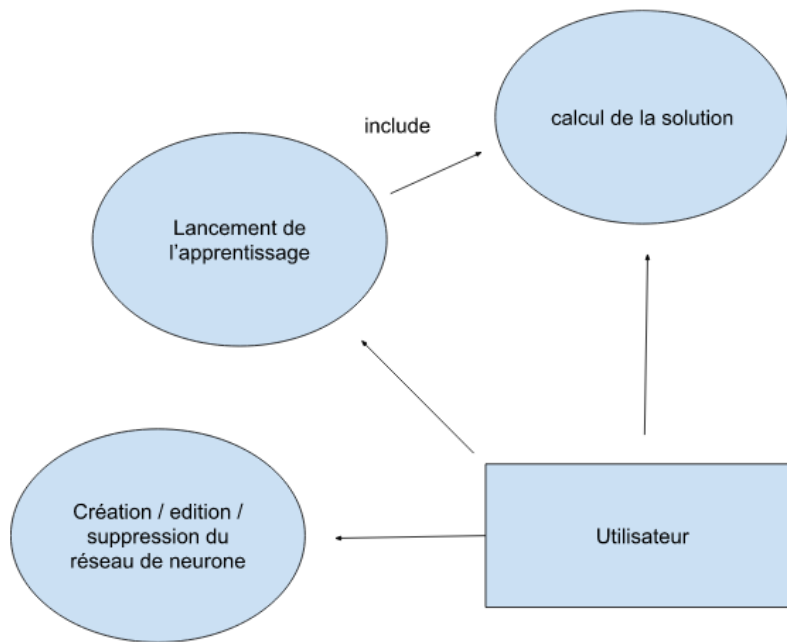 calcul de la solution
include
Lancement de
l'apprentissage
Création / edition /
suppression du
réseau de neurone
Utilisateur